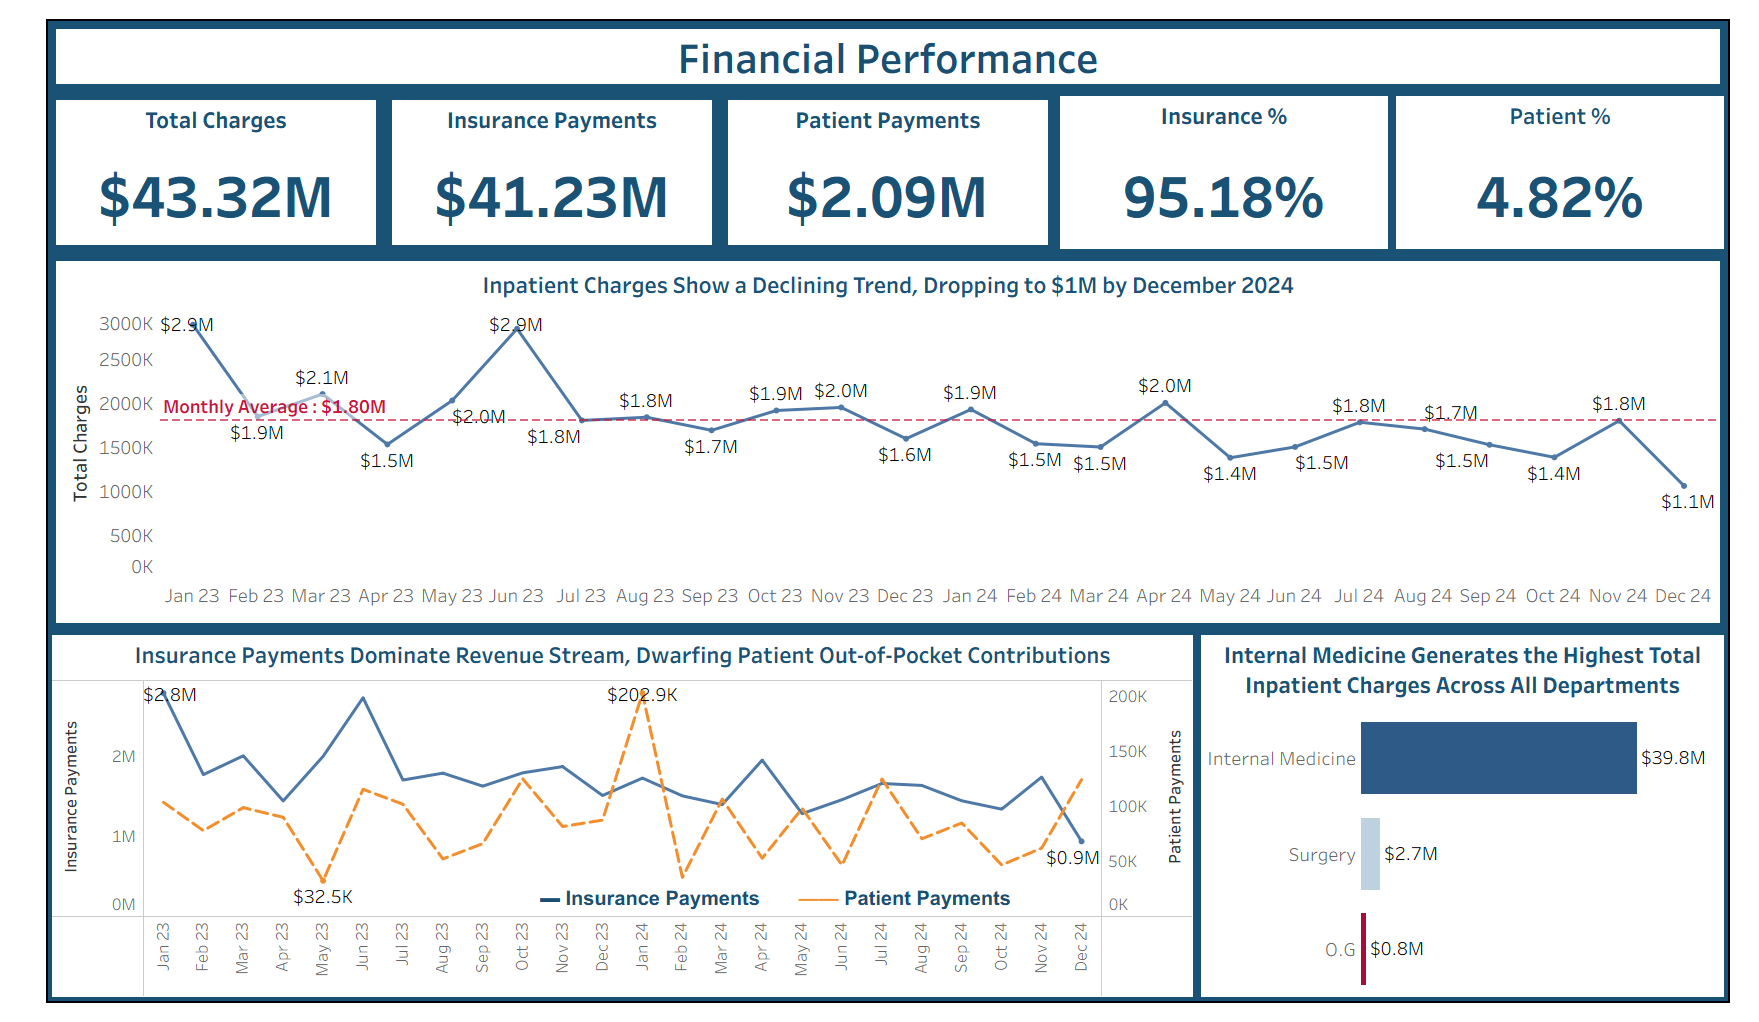 Financial Performance
Total Charges
$43.32M
Insurance Payments
$41.23M
Patient Payments
$2.09M
Insurance %
95.18%
Patient %
4.82%
Inpatient Charges Show a Declining Trend, Dropping to $1M by December 2024
Total Charges
3000K
2500K
2000K
1500K
1000K
500K
0K
Monthly Average : $1.80M
$2.9M
$1.9M
$2.1M
$1.5M
$2.0M
$2.9M
$1.8M
$1.8M
$1.7M
$1.9M
$2.0M
$1.6M
$1.9M
$1.5M
$1.5M
$2.0M
$1.4M
$1.5M
$1.8M
$1.7M
$1.5M
$1.4M
$1.8M
$1.1M
Jan 23 Feb 23 Mar 23 Apr 23 May 23 Jun 23 Jul 23 Aug 23 Sep 23 Oct 23 Nov 23 Dec 23 Jan 24 Feb 24 Mar 24 Apr 24 May 24 Jun 24 Jul 24 Aug 24 Sep 24 Oct 24 Nov 24 Dec 24
Insurance Payments Dominate Revenue Stream, Dwarfing Patient Out-of-Pocket Contributions
Insurance Payments
2M
1M
0M
$2.8M
$202.9K
$32.5K
$0.9M
Insurance Payments
Patient Payments
200K
150K
100K
50K
0K
Patient Payments
Jan 23
Feb 23
Mar 23
Apr 23
May 23
Jun 23
Jul 23
Aug 23
Sep 23
Oct 23
Nov 23
Dec 23
Jan 24
Feb 24
Mar 24
Apr 24
May 24
Jun 24
Jul 24
Aug 24
Sep 24
Oct 24
Nov 24
Dec 24
Internal Medicine Generates the Highest Total
Inpatient Charges Across All Departments
Internal Medicine
$39.8M
Surgery
$2.7M
O.G
$0.8M